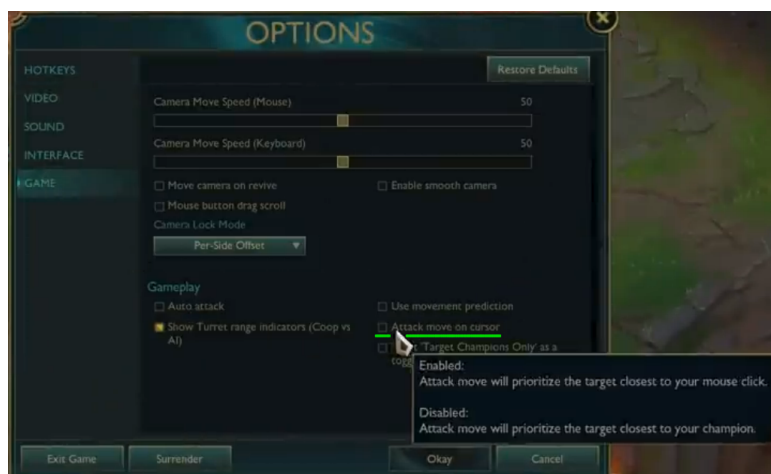 OPTIONS
HOTKEYS
Restore Defaults
VIDEO
Camera Move Speed (Mouse)
50
SOUND
Camera Move Speed (Keyboard)
50
INTERFACE
GAME
Move camera on revive
Enable smooth camera
Mouse button drag scroll
Camera Lock Mode
Per-Side Offset
Gameplay
Auto attack
Use movement prediction
Show Turret range indicators (Coop vs
AI)
Attack move on cursor
'Target Champions Only' as a
Enabled:
Attack move will prioritize the target closest to your mouse click.
Disabled:
Attack move will prioritize the target closest to your champion.
Exit Game
Surrender
Okay
Cancel